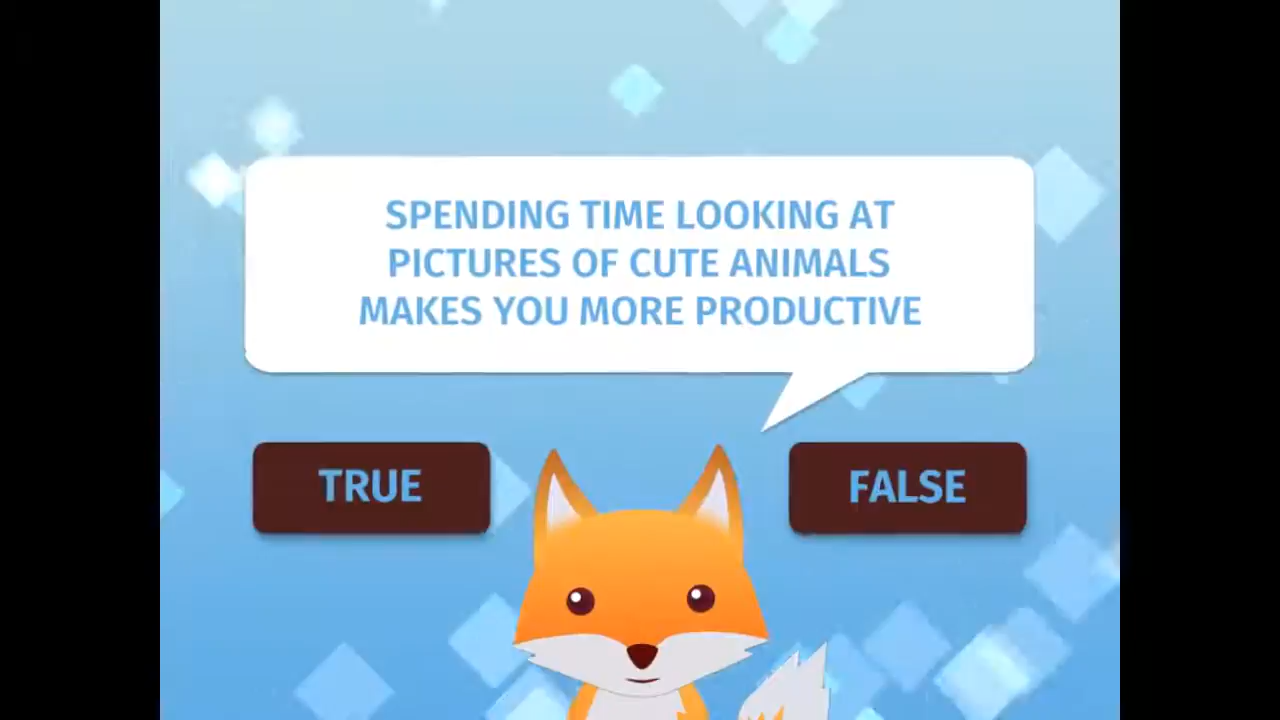 SPENDING TIME LOOKING AT
PICTURES OF CUTE ANIMALS
MAKES YOU MORE PRODUCTIVE
TRUE
FALSE